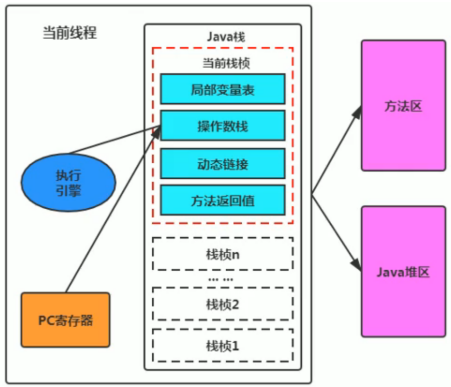 当前线程
Java栈
当前栈桢
局部变量表
操作数栈
动态链接
方法返回值
执行
引擎
PC寄存器
栈桢n
... ...
栈桢2
栈桢1
方法区
Java堆区